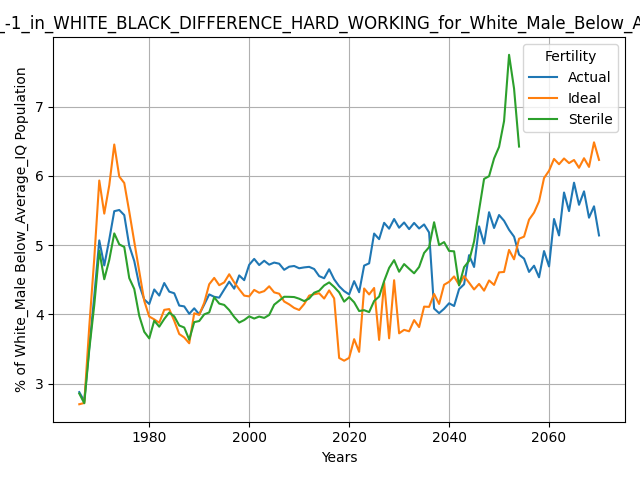 _-1_in_WHITE_BLACK_DIFFERENCE_HARD_WORKING_for_White_Male_Below_A
Fertility
Actual
Ideal
Sterile
% of White_Male Below_Average_IQ Population
7
6
5
4
3
1980 2000 2020 2040 2060
Years